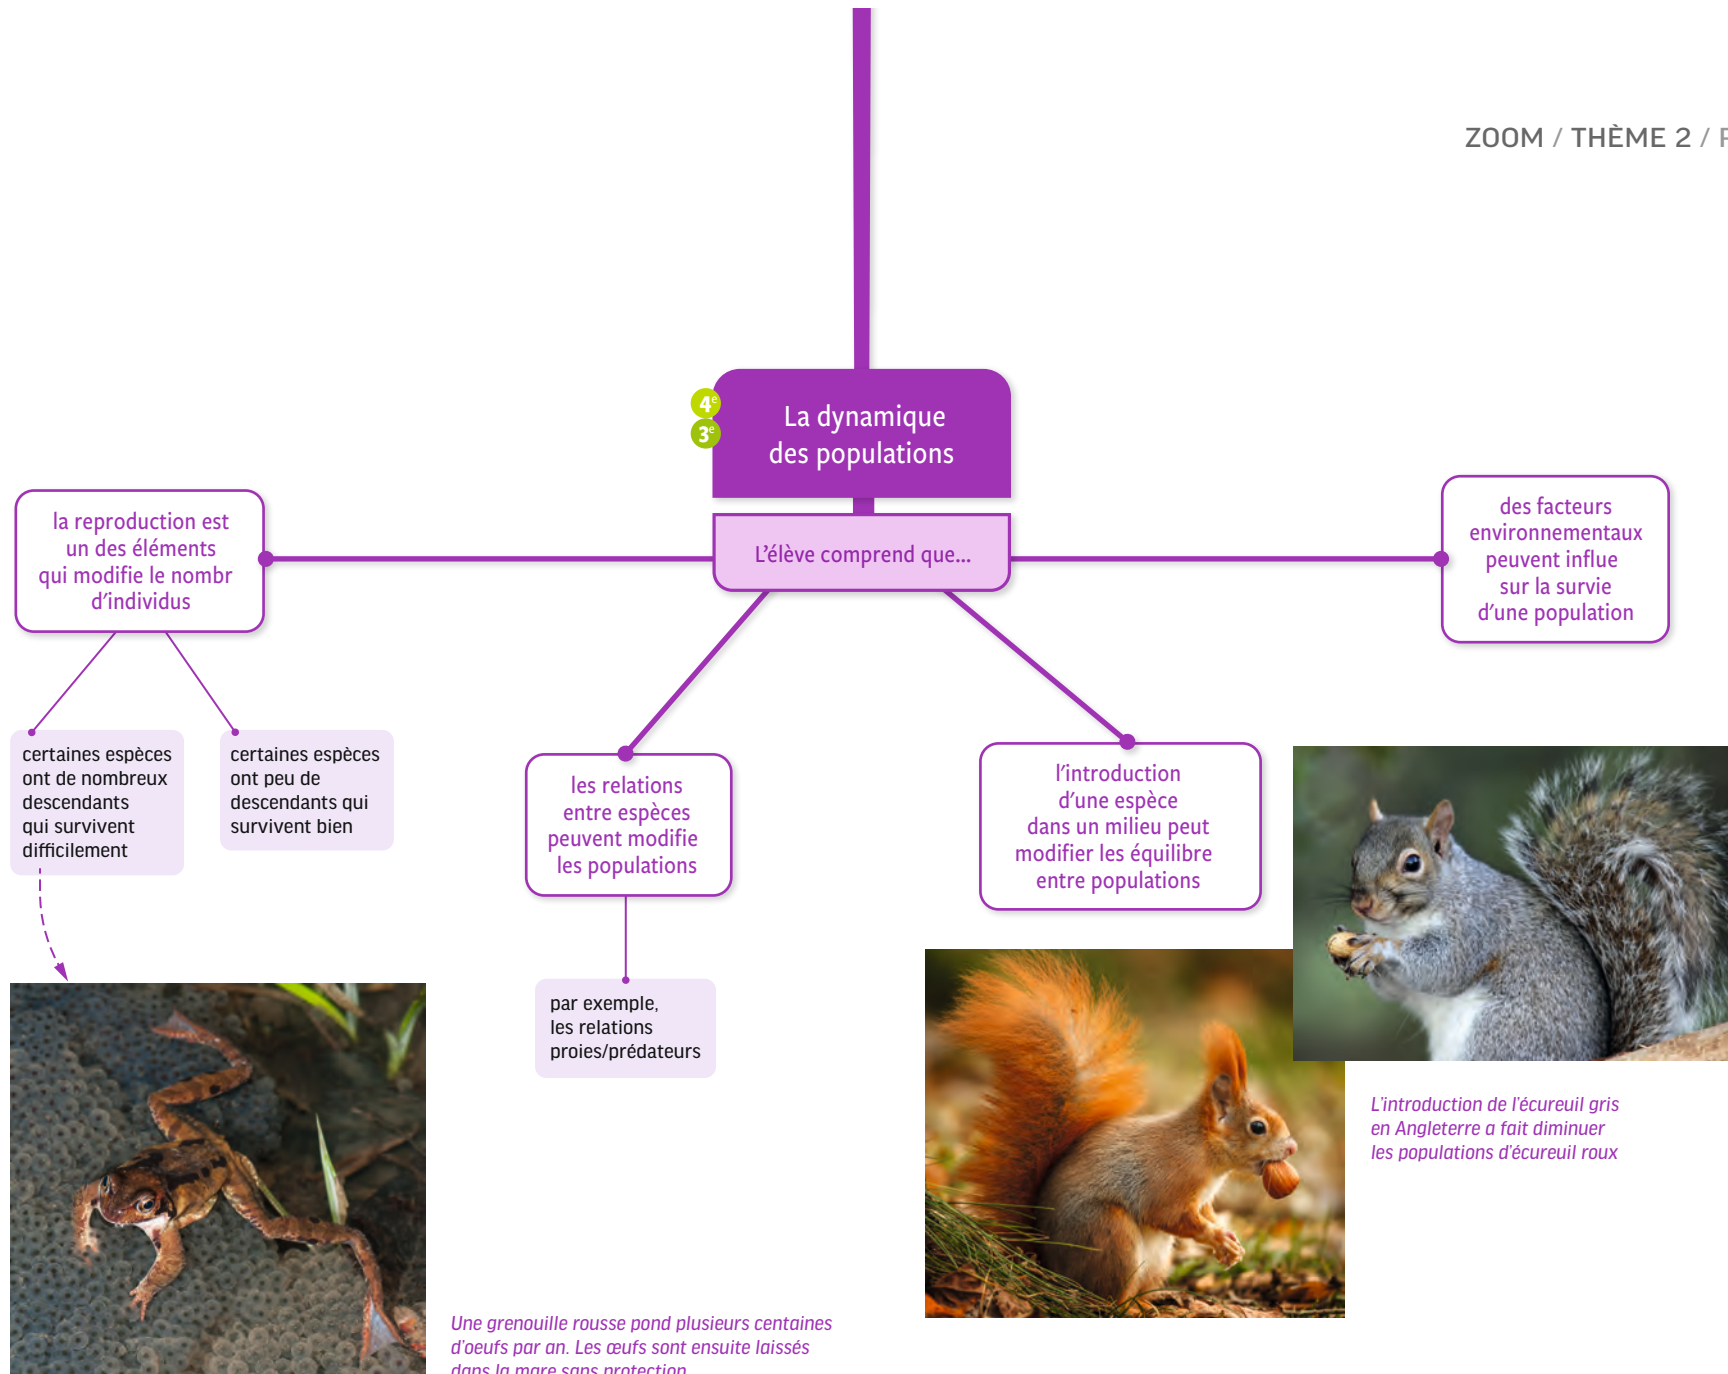 ZOOM / THÈME 2 /
4e
3e
La dynamique
des populations
L'élève comprend que...
la reproduction est
un des éléments
qui modifie le nombr
d'individus
des facteurs
environnementaux
peuvent influe
sur la survie
d'une population
certaines espèces
ont de nombreux
descendants
qui survivent
difficilement
certaines espèces
ont peu de
descendants qui
survivent bien
les relations
entre espèces
peuvent modifie
les populations
l'introduction
d'une espèce
dans un milieu peut
modifier les équilibre
entre populations
par exemple,
les relations
proies/prédateurs
L'introduction de l'écureuil gris
en Angleterre a fait diminuer
les populations d'écureuil roux
Une grenouille rousse pond plusieurs centaines
d'oeufs par an. Les œufs sont ensuite laissés
dans la mare sans protection